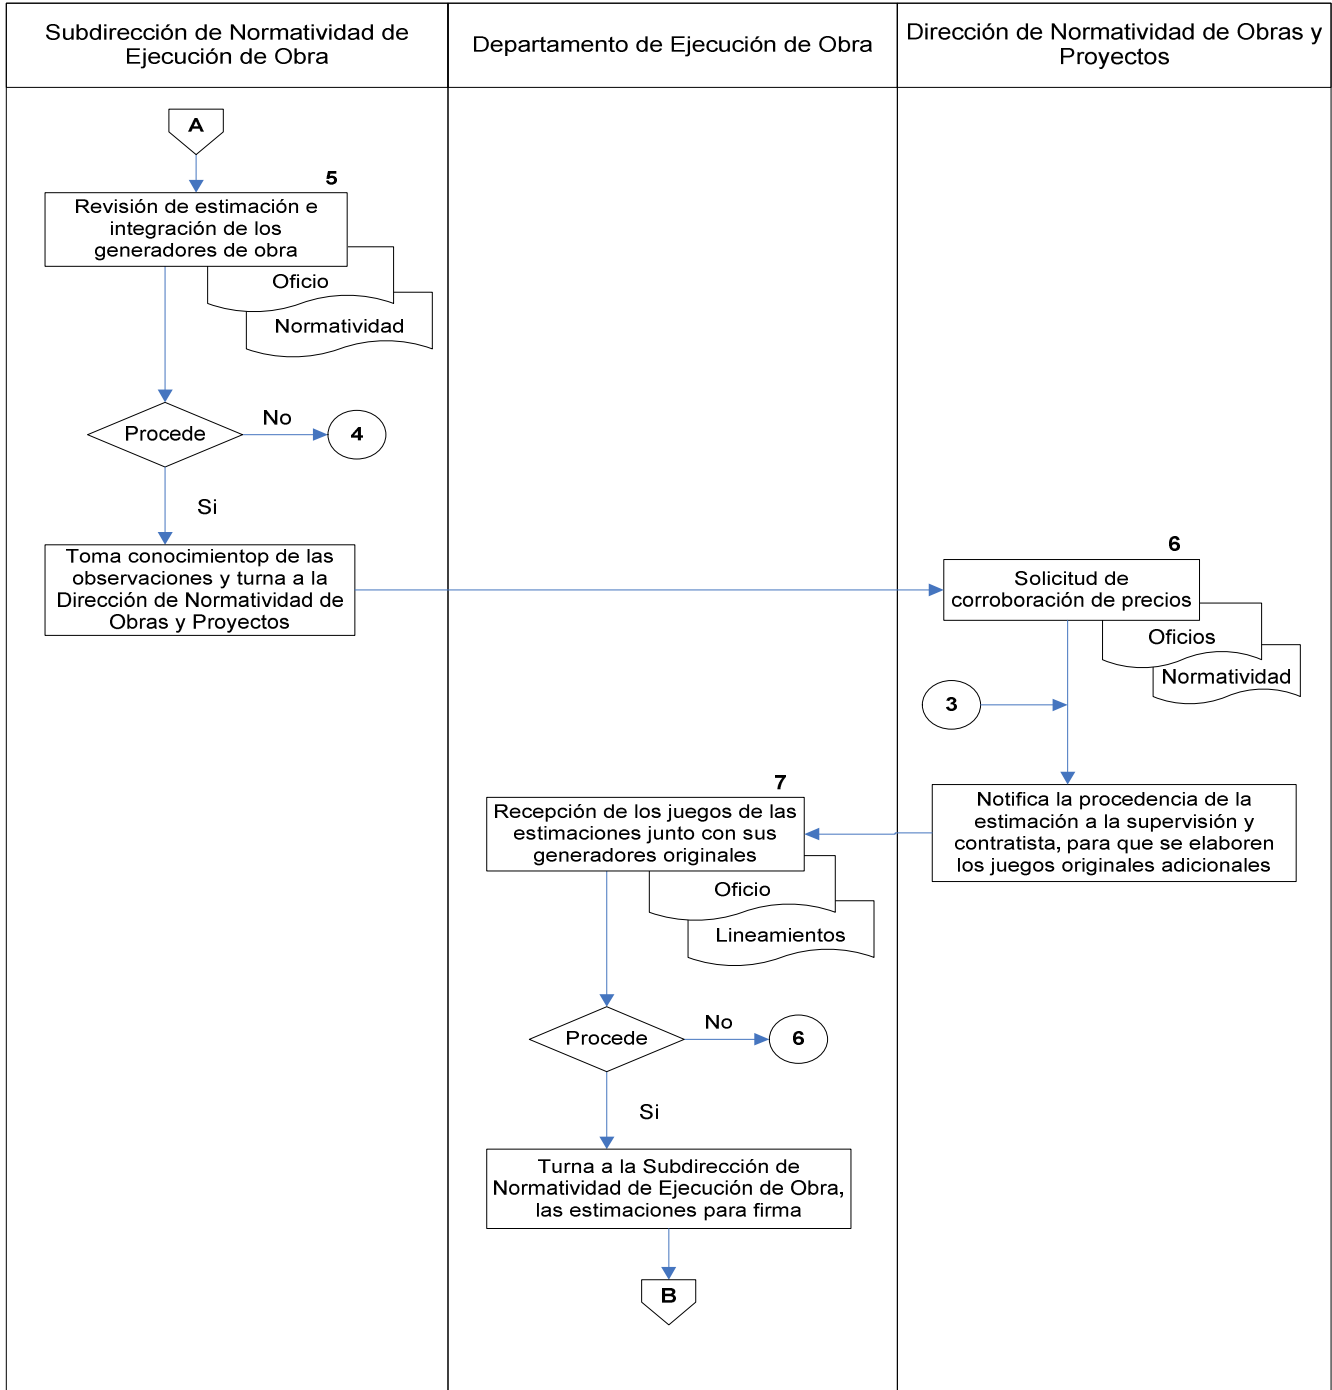 Subdirección de Normatividad de
Ejecución de Obra
Departamento de Ejecución de Obra
Dirección de Normatividad de Obras y
Proyectos
A
5
Revisión de estimación e
integración de los
generadores de obra
Oficio
Normatividad
Procede
No
4
Si
Toma conocimientop de las
observaciones y turna a la
Dirección de Normatividad de
Obras y Proyectos
6
Solicitud de
corroboración de precios
Oficios
Normatividad
3
Notifica la procedencia de la
estimación a la supervisión y
contratista, para que se elaboren
los juegos originales adicionales
7
Recepción de los juegos de las
estimaciones junto con sus
generadores originales
Oficio
Lineamientos
Procede
No
6
Si
Turna a la Subdirección de
Normatividad de Ejecución de Obra,
las estimaciones para firma
B